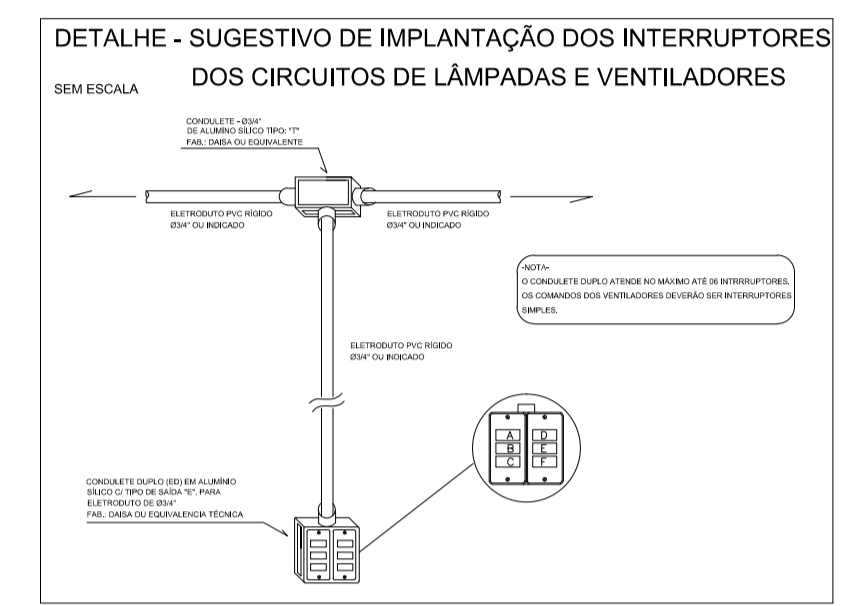 DETALHE - SUGESTIVO DE IMPLANTAÇÃO DOS INTERRUPTORES
DOS CIRCUITOS DE LÂMPADAS E VENTILADORES
SEM ESCALA
CONDULETE - Ø3/4"
DE ALUMÍNO SÍLICO TIPO: "T"
FAB.: DAISA OU EQUIVALENTE
ELETRODUTO PVC RÍGIDO
Ø3/4" OU INDICADO
ELETRODUTO PVC RÍGIDO
Ø3/4" OU INDICADO
-NOTA-
O CONDULETE DUPLO ATENDE NO MÁXIMO ATÉ 06 INTRRRUPTORES.
OS COMANDOS DOS VENTILADORES DEVERÃO SER INTERRUPTORES
SIMPLES.
ELETRODUTO PVC RÍGIDO
Ø3/4" OU INDICADO
A D
B E
C F
CONDULETE DUPLO (ED) EM ALUMÍNIO
SÍLICO C/ TIPO DE SAÍDA "E", PARA
ELETRODUTO DE Ø3/4"
FAB.: DAISA OU EQUIVALENCIA TÉCNICA